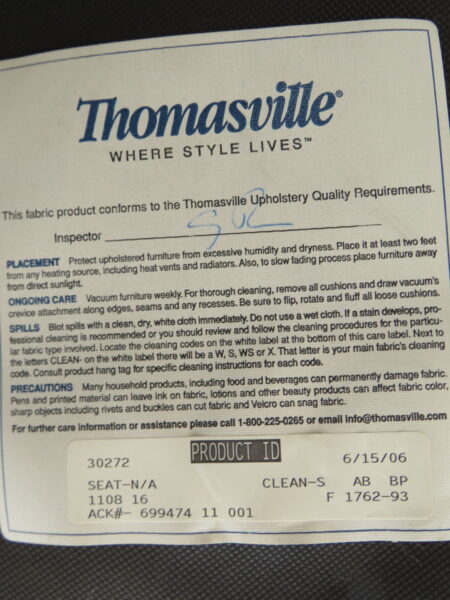 Thomasville®
WHERE STYLE LIVES™
This fabric product conforms to the Thomasville Upholstery Quality Requirements.
Inspector
PLACEMENT Protect upholstered furniture from excessive humidity and dryness. Place it at least two feet
from any heating source, including heat vents and radiators. Also, to slow fading process place furniture away
from direct sunlight.
ONGOING CARE Vacuum furniture weekly. For thorough cleaning, remove all cushions and draw vacuum's
crevice attachment along edges, seams and any recesses. Be sure to flip, rotate and fluff all loose cushions.
SPILLS Blot spills with a clean, dry, white cloth immediately. Do not use a wet cloth. If a stain develops, pro-
fessional cleaning is recommended or you should review and follow the cleaning procedures for the particu-
lar fabric type involved. Locate the cleaning codes on the white label at the bottom of this care label. Next to
the letters CLEAN- on the white label there will be a W, S, WS or X. That letter is your main fabric's cleaning
code. Consult product hang tag for specific cleaning instructions for each code.
PRECAUTIONS Many household products, including food and beverages can permanently damage fabric.
Pens and printed material can leave ink on fabric, lotions and other beauty products can affect fabric color,
sharp objects including rivets and buckles can cut fabric and Velcro can snag fabric.
For further care information or assistance please call 1-800-225-0265 or email info@thomasville.com
30272 PRODUCT ID 6/15/06
SEAT-N/A CLEAN-S AB BP
1108 16 F 1762-93
ACK#- 699474 11 001